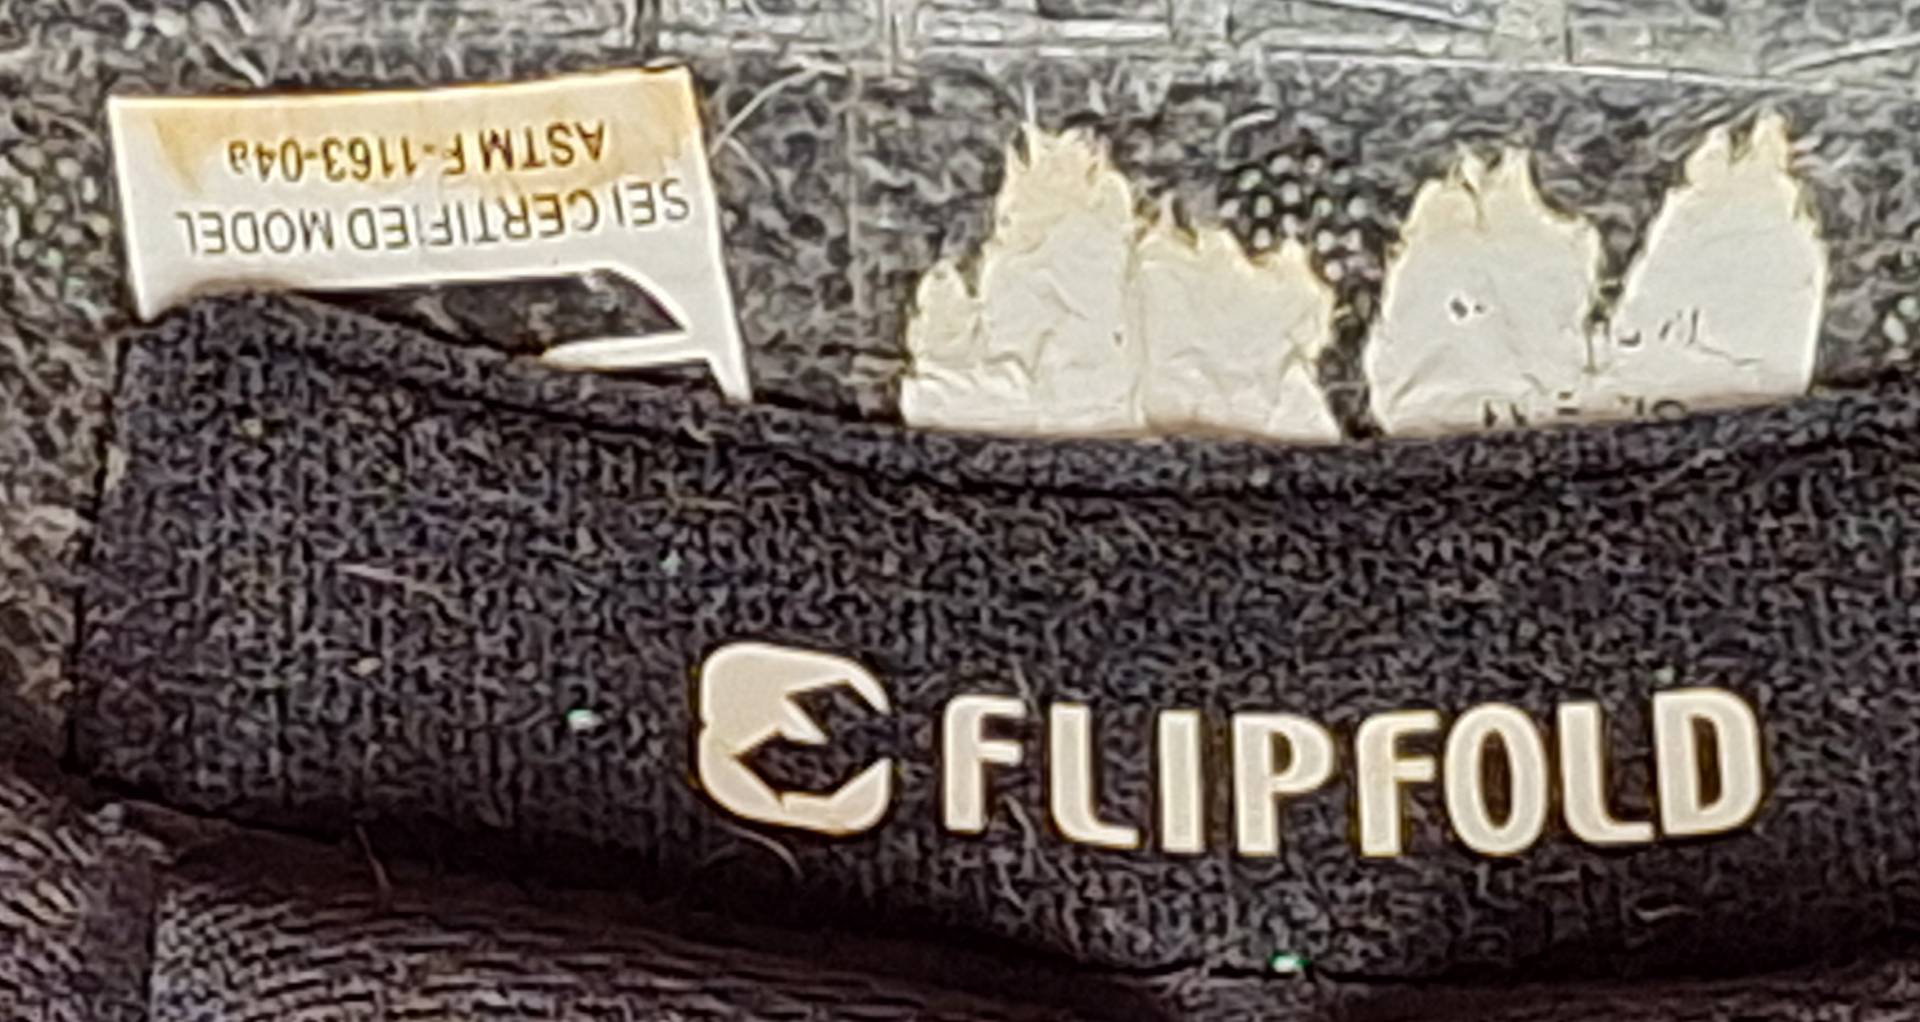 SEI CERTIFIED MODEL
ASTM F-1163-04a
FLIPFOLD